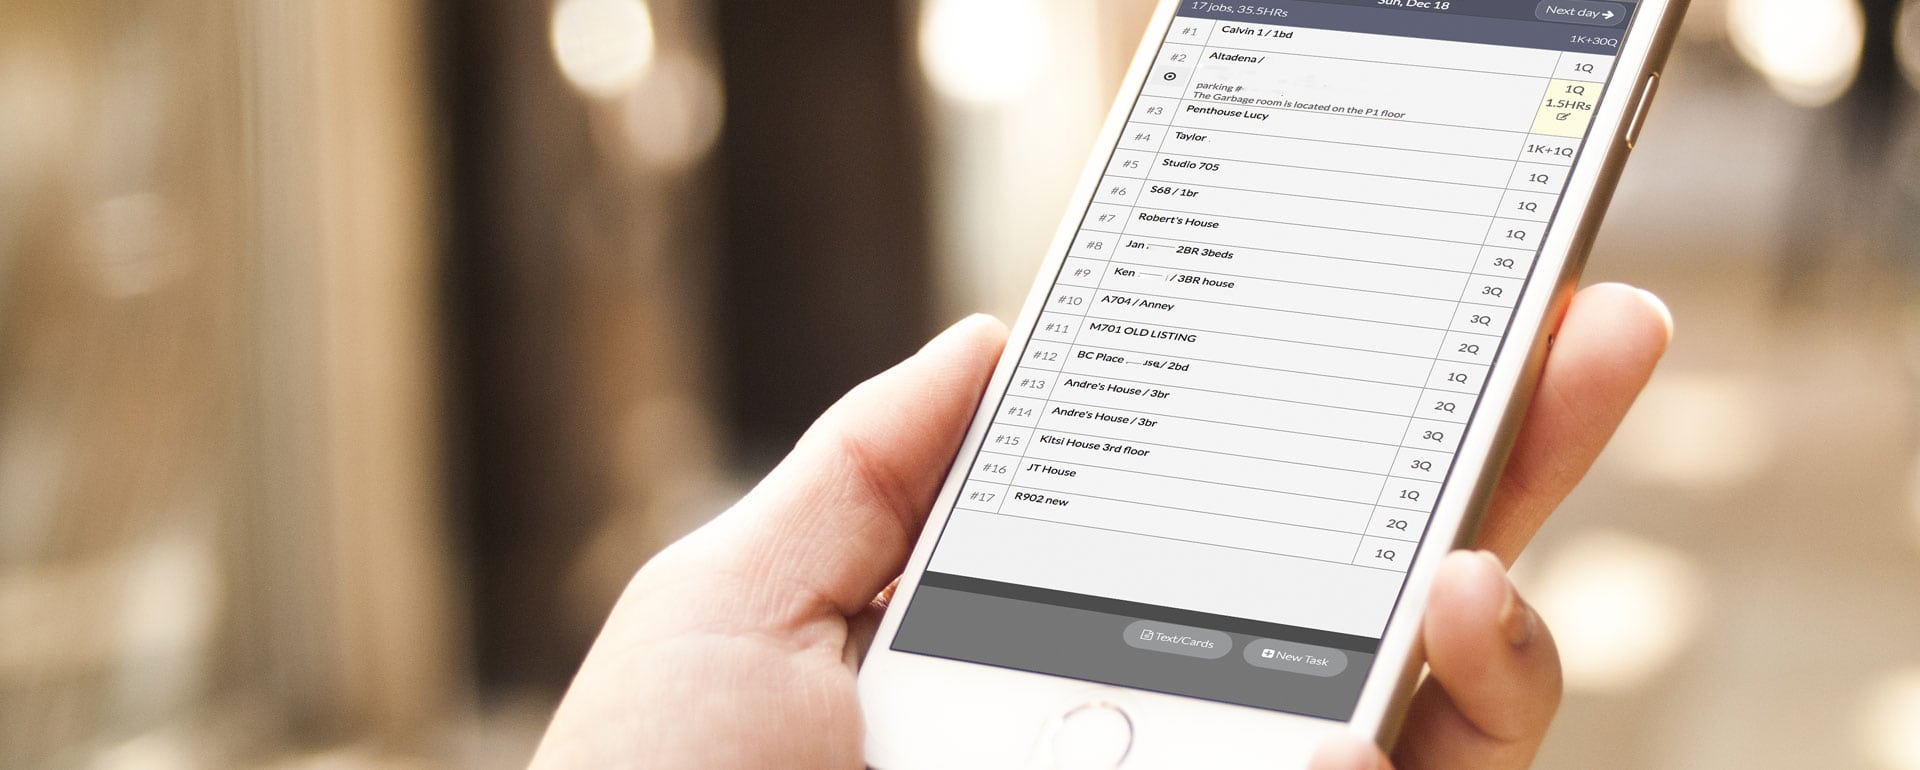 Sun, Dec 18
Next day
17 jobs, 35.5HRs 1K+30Q
#1 Calvin 1 / 1bd 1Q
#2 Altadena / 1Q
parking # 1.5HRs
The Garbage room is located on the P1 floor
#3 Penthouse Lucy 1K+1Q
#4 Taylor 1Q
#5 Studio 705 1Q
#6 S68 / 1br 1Q
#7 Robert's House 3Q
#8 Jan 2BR 3beds 3Q
#9 Ken / 3BR house 3Q
#10 A704 / Anney 2Q
#11 M701 OLD LISTING 1Q
#12 BC Place / 2bd 2Q
#13 Andre's House / 3br 3Q
#14 Andre's House / 3br 3Q
#15 Kitsi House 3rd floor 1Q
#16 JT House 2Q
#17 R902 new 1Q
Text/Cards
New Task